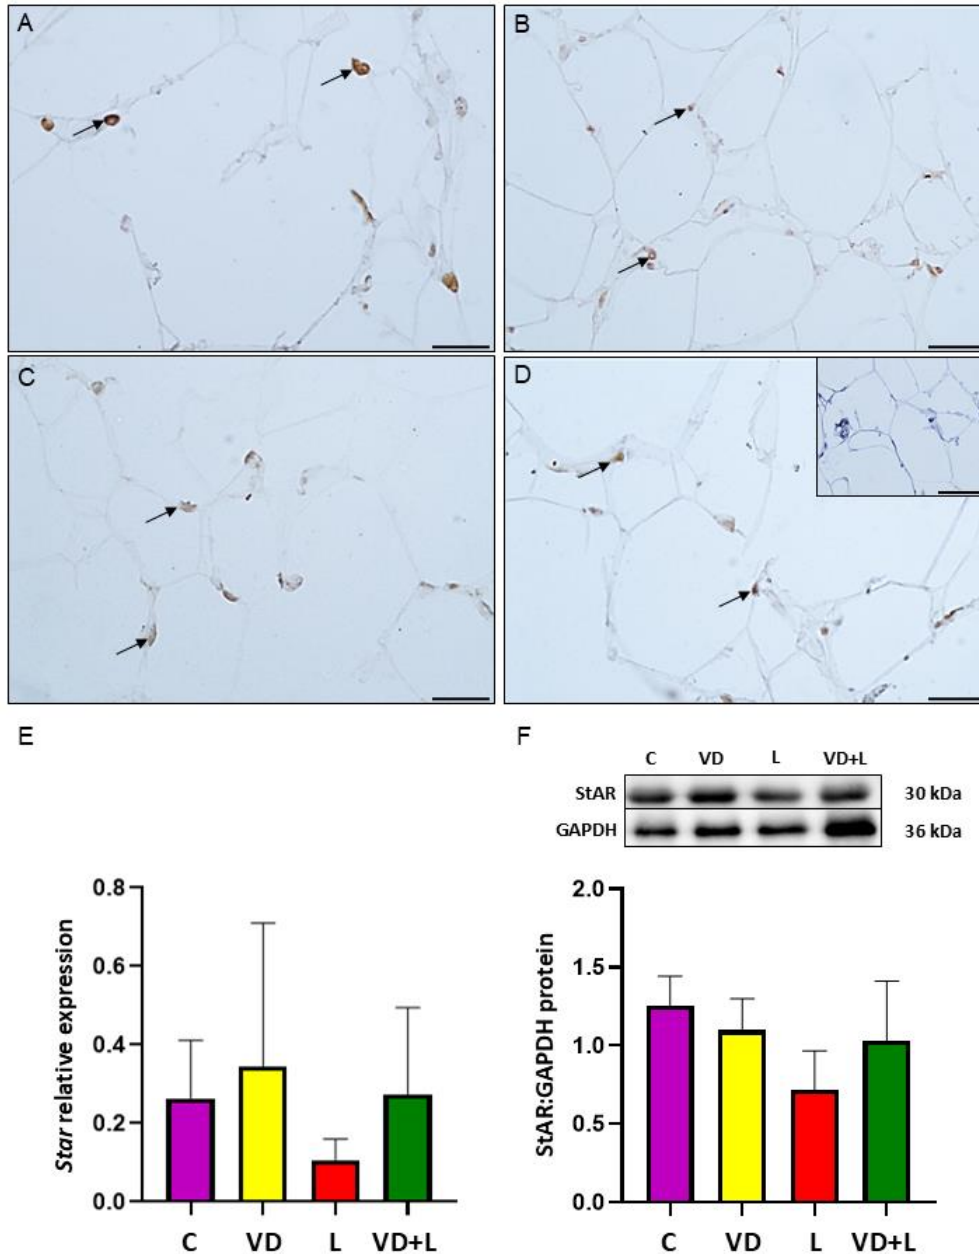 A
B
C
D
E
F
C VD L VD+L
StAR 30 kDa
GAPDH 36 kDa
Star relative expression
0.8
0.6
0.4
0.2
0.0
C VD L VD+L
StAR:GAPDH protein
2.0
1.5
1.0
0.5
0.0
C VD L VD+L